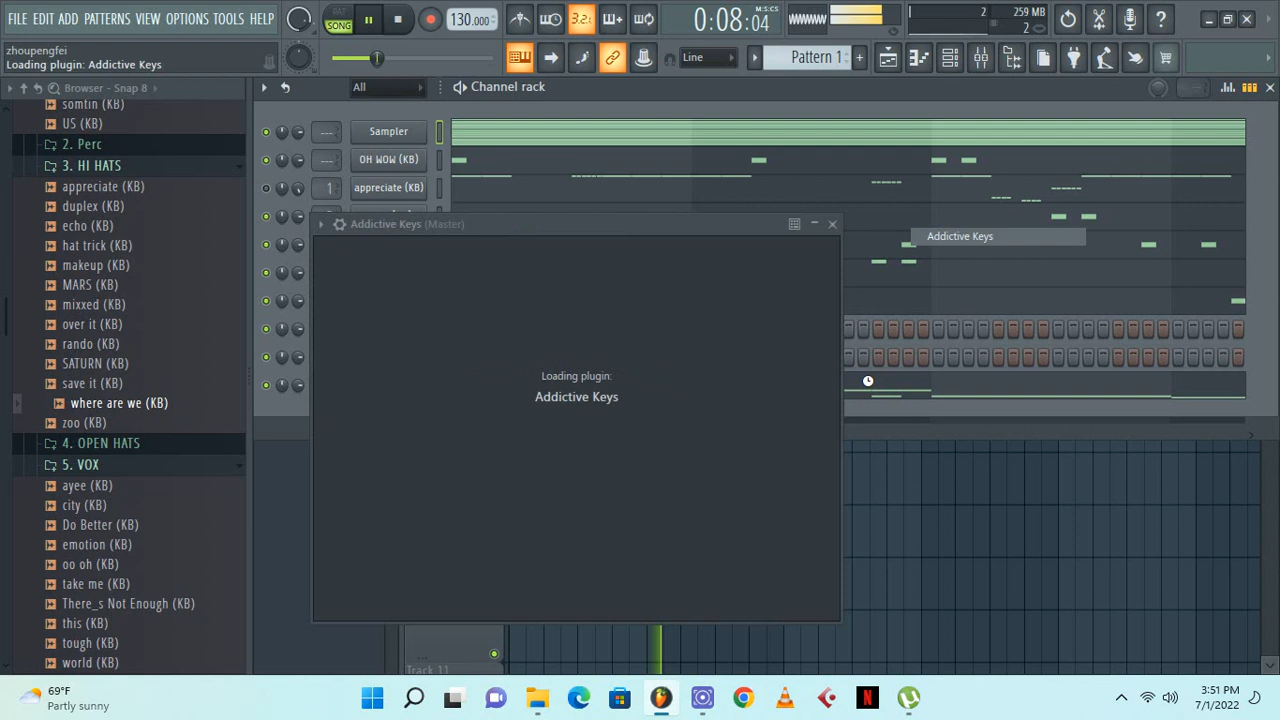 FILE EDIT ADD PATTERNS VIEW OPTIONS TOOLS HELP
PAT
SONG
130.000
3.2
0:08:04
M:S:CS
2
259 MB
2
zhoupengfei
Loading plugin: Addictive Keys
Line
Pattern 1
Browser - Snap 8
All
Channel rack
somtin (KB)
US (KB)
2. Perc
3. HI HATS
appreciate (KB)
duplex (KB)
echo (KB)
hat trick (KB)
makeup (KB)
MARS (KB)
mixxed (KB)
over it (KB)
rando (KB)
SATURN (KB)
save it (KB)
where are we (KB)
zoo (KB)
4. OPEN HATS
5. VOX
ayee (KB)
city (KB)
Do Better (KB)
emotion (KB)
oo oh (KB)
take me (KB)
There_s Not Enough (KB)
this (KB)
tough (KB)
world (KB)
--- Sampler
--- OH WOW (KB)
1 appreciate (KB)
Addictive Keys (Master)
Addictive Keys
Loading plugin:
Addictive Keys
Track 11
69°F
Partly sunny
3:51 PM
7/1/2022